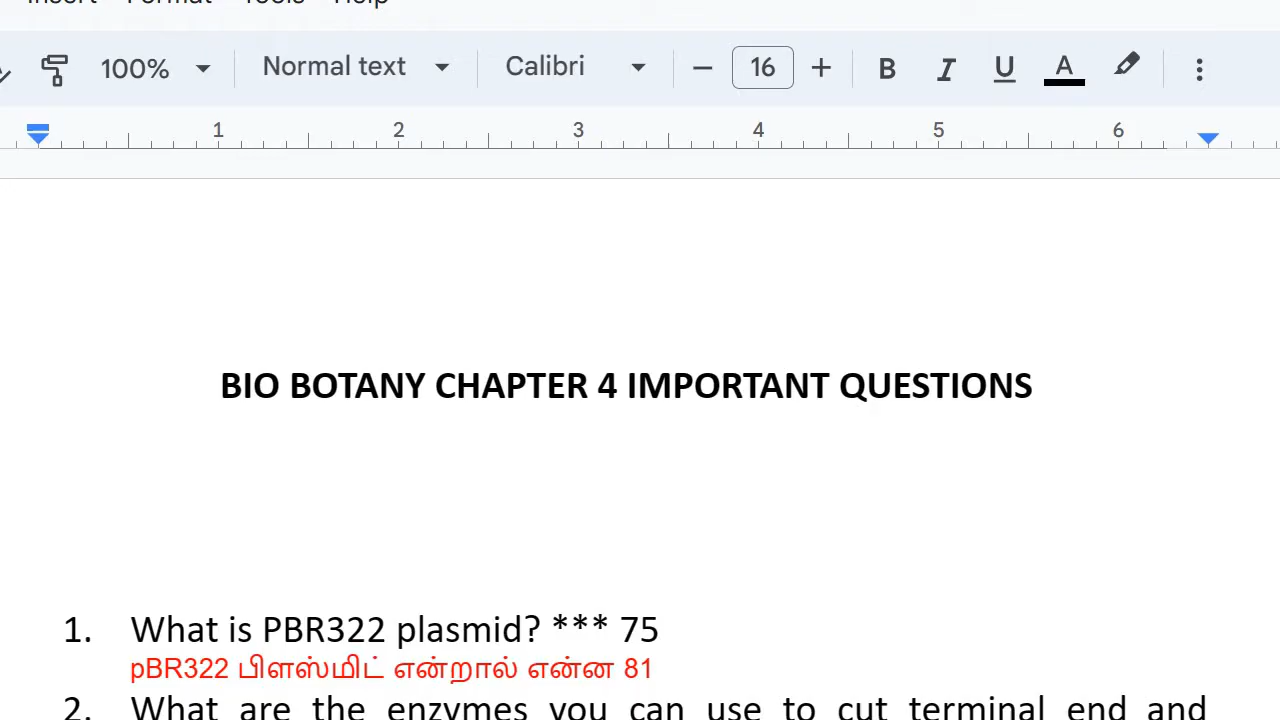 Insert Format Tools Help
100% Normal text Calibri 16 B I U A
1 2 3 4 5 6
BIO BOTANY CHAPTER 4 IMPORTANT QUESTIONS
1. What is PBR322 plasmid? *** 75
pBR322 பிளஸ்மிட் என்றால் என்ன 81
2. What are the enzymes you can use to cut terminal end and